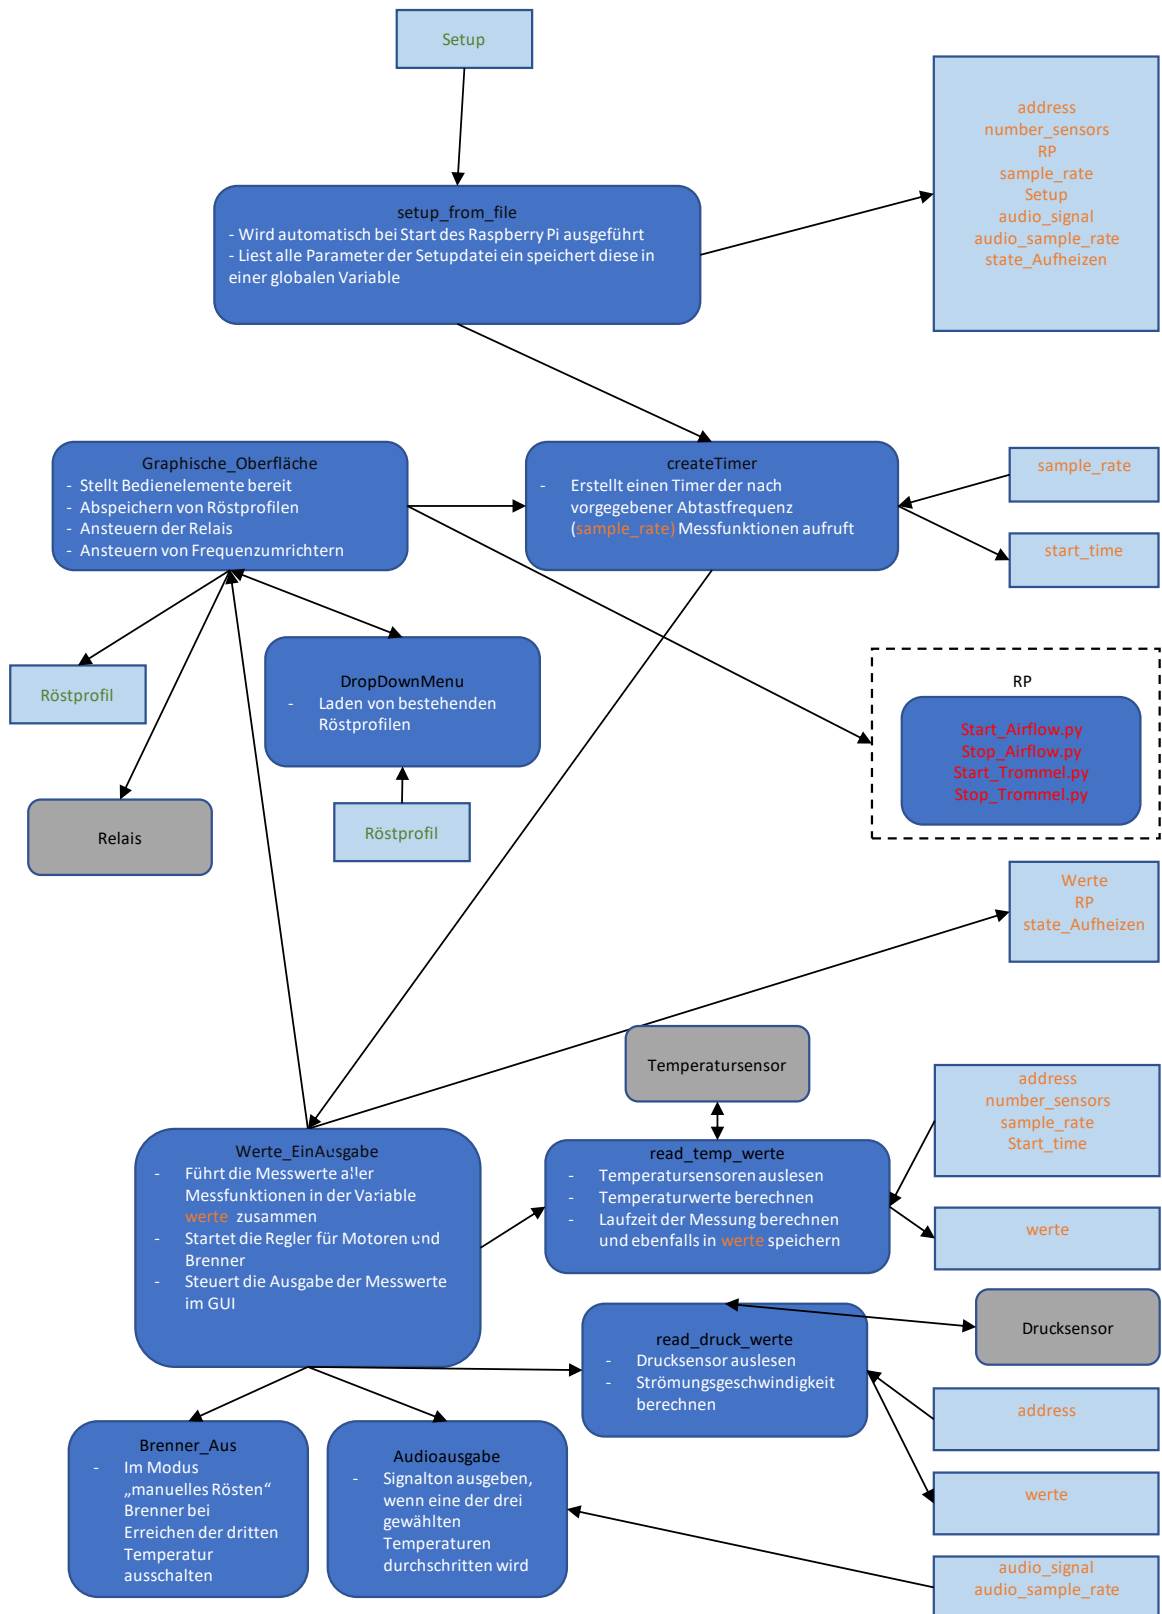 Setup
address
number_sensors
RP
sample_rate
Setup
audio_signal
audio_sample_rate
state_Aufheizen
setup_from_file
- Wird automatisch bei Start des Raspberry Pi ausgeführt
- Liest alle Parameter der Setupdatei ein speichert diese in
einer globalen Variable
Graphische_Oberfläche
- Stellt Bedienelemente bereit
- Abspeichern von Röstprofilen
- Ansteuern der Relais
- Ansteuern von Frequenzumrichtern
createTimer
- Erstellt einen Timer der nach
vorgegebener Abtastfrequenz
(sample_rate) Messfunktionen aufruft
sample_rate
start_time
Röstprofil
DropDownMenu
- Laden von bestehenden
Röstprofilen
RP
Start_Airflow.py
Stop_Airflow.py
Start_Trommel.py
Stop_Trommel.py
Relais
Röstprofil
Werte
RP
state_Aufheizen
Temperatursensor
address
number_sensors
sample_rate
Start_time
Werte_EinAusgabe
- Führt die Messwerte aller
Messfunktionen in der Variable
werte zusammen
- Startet die Regler für Motoren und
Brenner
- Steuert die Ausgabe der Messwerte
im GUI
read_temp_werte
- Temperatursensoren auslesen
- Temperaturwerte berechnen
- Laufzeit der Messung berechnen
und ebenfalls in werte speichern
werte
read_druck_werte
- Drucksensor auslesen
- Strömungsgeschwindigkeit
berechnen
Drucksensor
address
Brenner_Aus
- Im Modus
„manuelles Rösten“
Brenner bei
Erreichen der dritten
Temperatur
ausschalten
Audioausgabe
- Signalton ausgeben,
wenn eine der drei
gewählten
Temperaturen
durchschritten wird
werte
audio_signal
audio_sample_rate